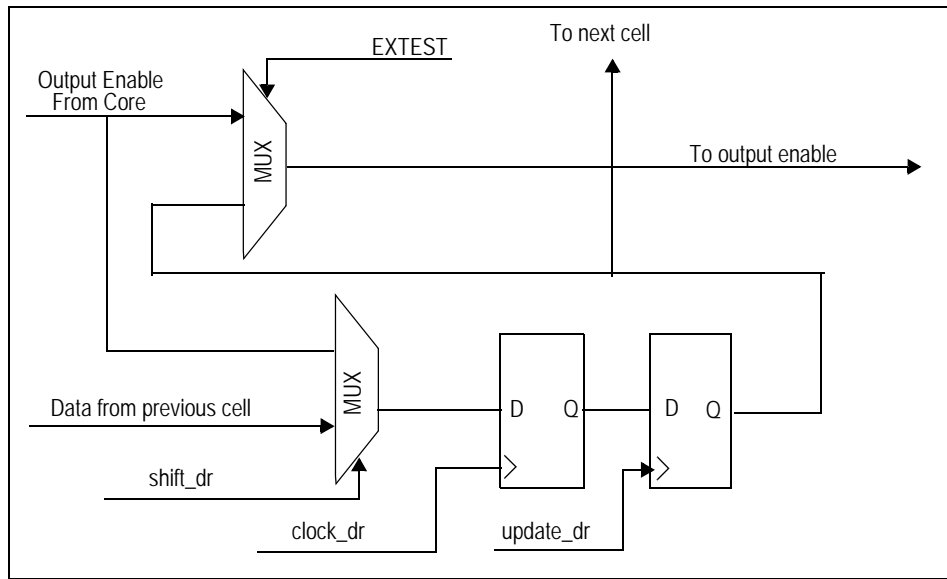 EXTEST
To next cell
Output Enable
From Core
MUX
To output enable
MUX
D Q
D Q
Data from previous cell
shift_dr
clock_dr
update_dr